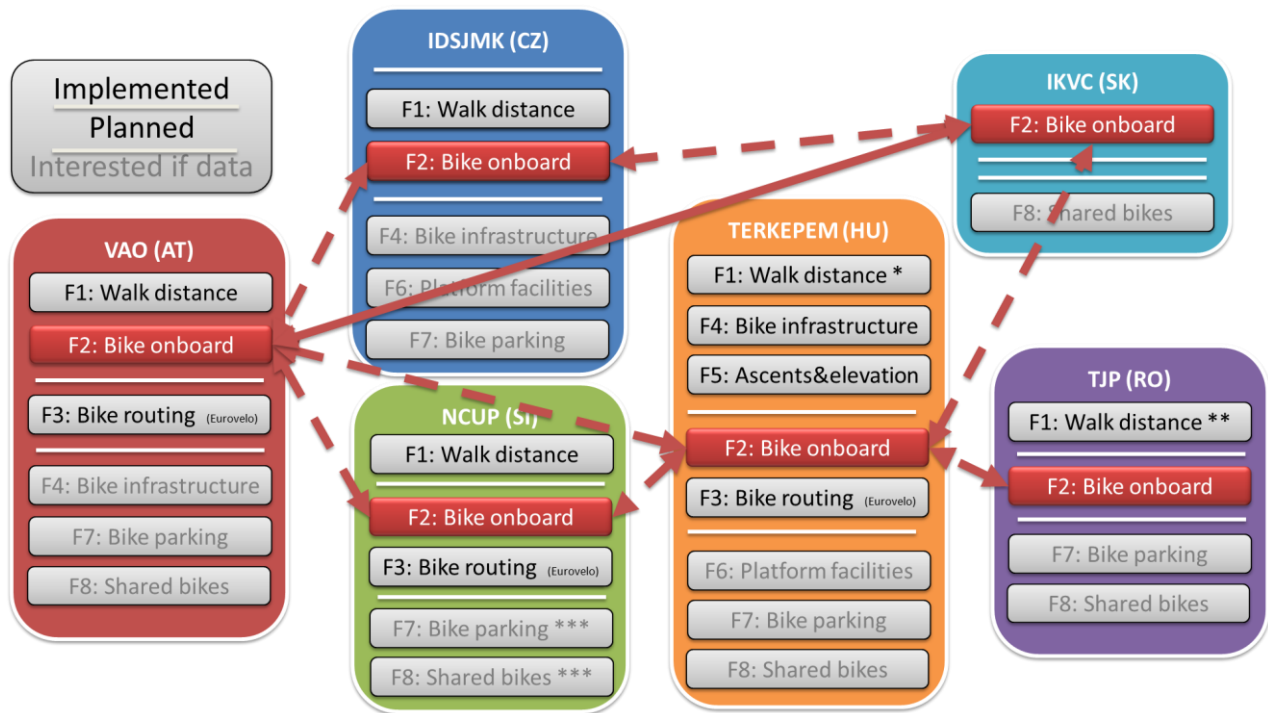 Implemented
Planned
Interested if data
VAO (AT)
F1: Walk distance
F2: Bike onboard
F3: Bike routing (Eurovelo)
F4: Bike infrastructure
F7: Bike parking
F8: Shared bikes
IDSJMK (CZ)
F1: Walk distance
F2: Bike onboard
F4: Bike infrastructure
F6: Platform facilities
F7: Bike parking
NCUP (SI)
F1: Walk distance
F2: Bike onboard
F3: Bike routing (Eurovelo)
F7: Bike parking ***
F8: Shared bikes ***
TERKEPEM (HU)
F1: Walk distance *
F4: Bike infrastructure
F5: Ascents&elevation
F2: Bike onboard
F3: Bike routing (Eurovelo)
F6: Platform facilities
F7: Bike parking
F8: Shared bikes
IKVC (SK)
F2: Bike onboard
F8: Shared bikes
TJP (RO)
F1: Walk distance **
F2: Bike onboard
F7: Bike parking
F8: Shared bikes